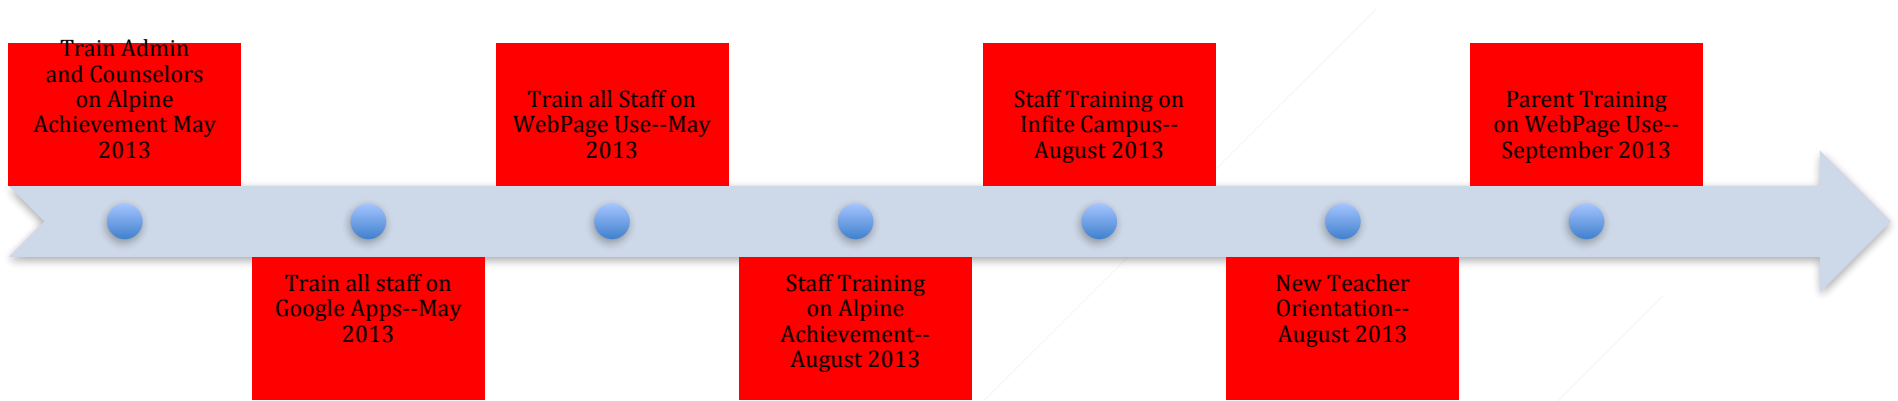 Train Admin
and Counselors
on Alpine
Achievement May
2013
Train all staff on
Google Apps--May
2013
Train all Staff on
WebPage Use--May
2013
Staff Training
on Alpine
Achievement--
August 2013
Staff Training on
Infite Campus--
August 2013
New Teacher
Orientation--
August 2013
Parent Training
on WebPage Use--
September 2013